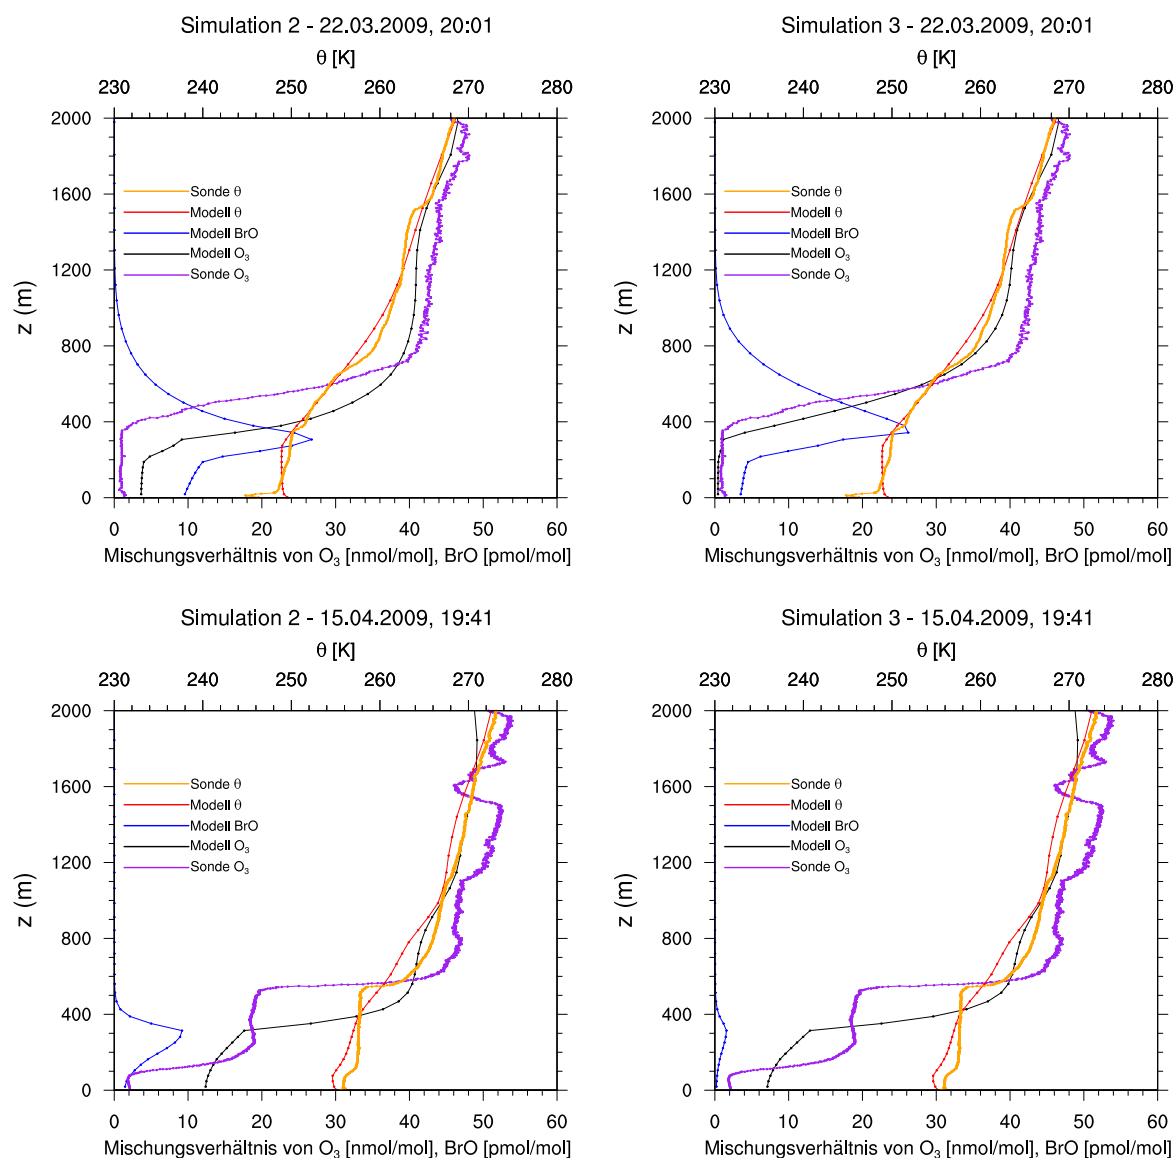 Simulation 2 - 22.03.2009, 20:01
θ [K]
230 240 250 260 270 280
2000
1600
1200
800
400
0
z (m)
Sonde θ
Modell θ
Modell BrO
Modell O₃
Sonde O₃
0 10 20 30 40 50 60
Mischungsverhältnis von O₃ [nmol/mol], BrO [pmol/mol]
Simulation 3 - 22.03.2009, 20:01
θ [K]
230 240 250 260 270 280
2000
1600
1200
800
400
0
z (m)
Sonde θ
Modell θ
Modell BrO
Modell O₃
Sonde O₃
0 10 20 30 40 50 60
Mischungsverhältnis von O₃ [nmol/mol], BrO [pmol/mol]
Simulation 2 - 15.04.2009, 19:41
θ [K]
230 240 250 260 270 280
2000
1600
1200
800
400
0
z (m)
Sonde θ
Modell θ
Modell BrO
Modell O₃
Sonde O₃
0 10 20 30 40 50 60
Mischungsverhältnis von O₃ [nmol/mol], BrO [pmol/mol]
Simulation 3 - 15.04.2009, 19:41
θ [K]
230 240 250 260 270 280
2000
1600
1200
800
400
0
z (m)
Sonde θ
Modell θ
Modell BrO
Modell O₃
Sonde O₃
0 10 20 30 40 50 60
Mischungsverhältnis von O₃ [nmol/mol], BrO [pmol/mol]